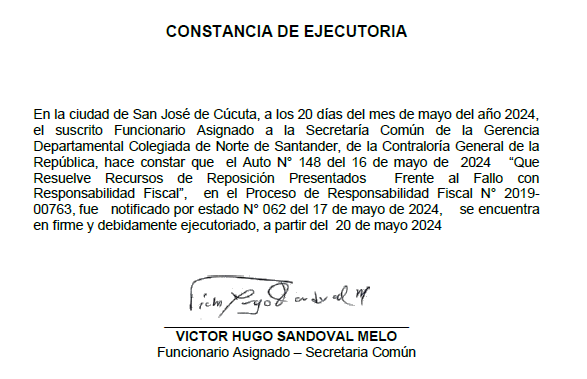 CONSTANCIA DE EJECUTORIA
En la ciudad de San José de Cúcuta, a los 20 días del mes de mayo del año 2024,
el suscrito Funcionario Asignado a la Secretaría Común de la Gerencia
Departamental Colegiada de Norte de Santander, de la Contraloría General de la
República, hace constar que el Auto N° 148 del 16 de mayo de 2024 “Que
Resuelve Recursos de Reposición Presentados Frente al Fallo con
Responsabilidad Fiscal”, en el Proceso de Responsabilidad Fiscal N° 2019-
00763, fue notificado por estado N° 062 del 17 de mayo de 2024, se encuentra
en firme y debidamente ejecutoriado, a partir del 20 de mayo 2024
VICTOR HUGO SANDOVAL MELO
Funcionario Asignado – Secretaria Común